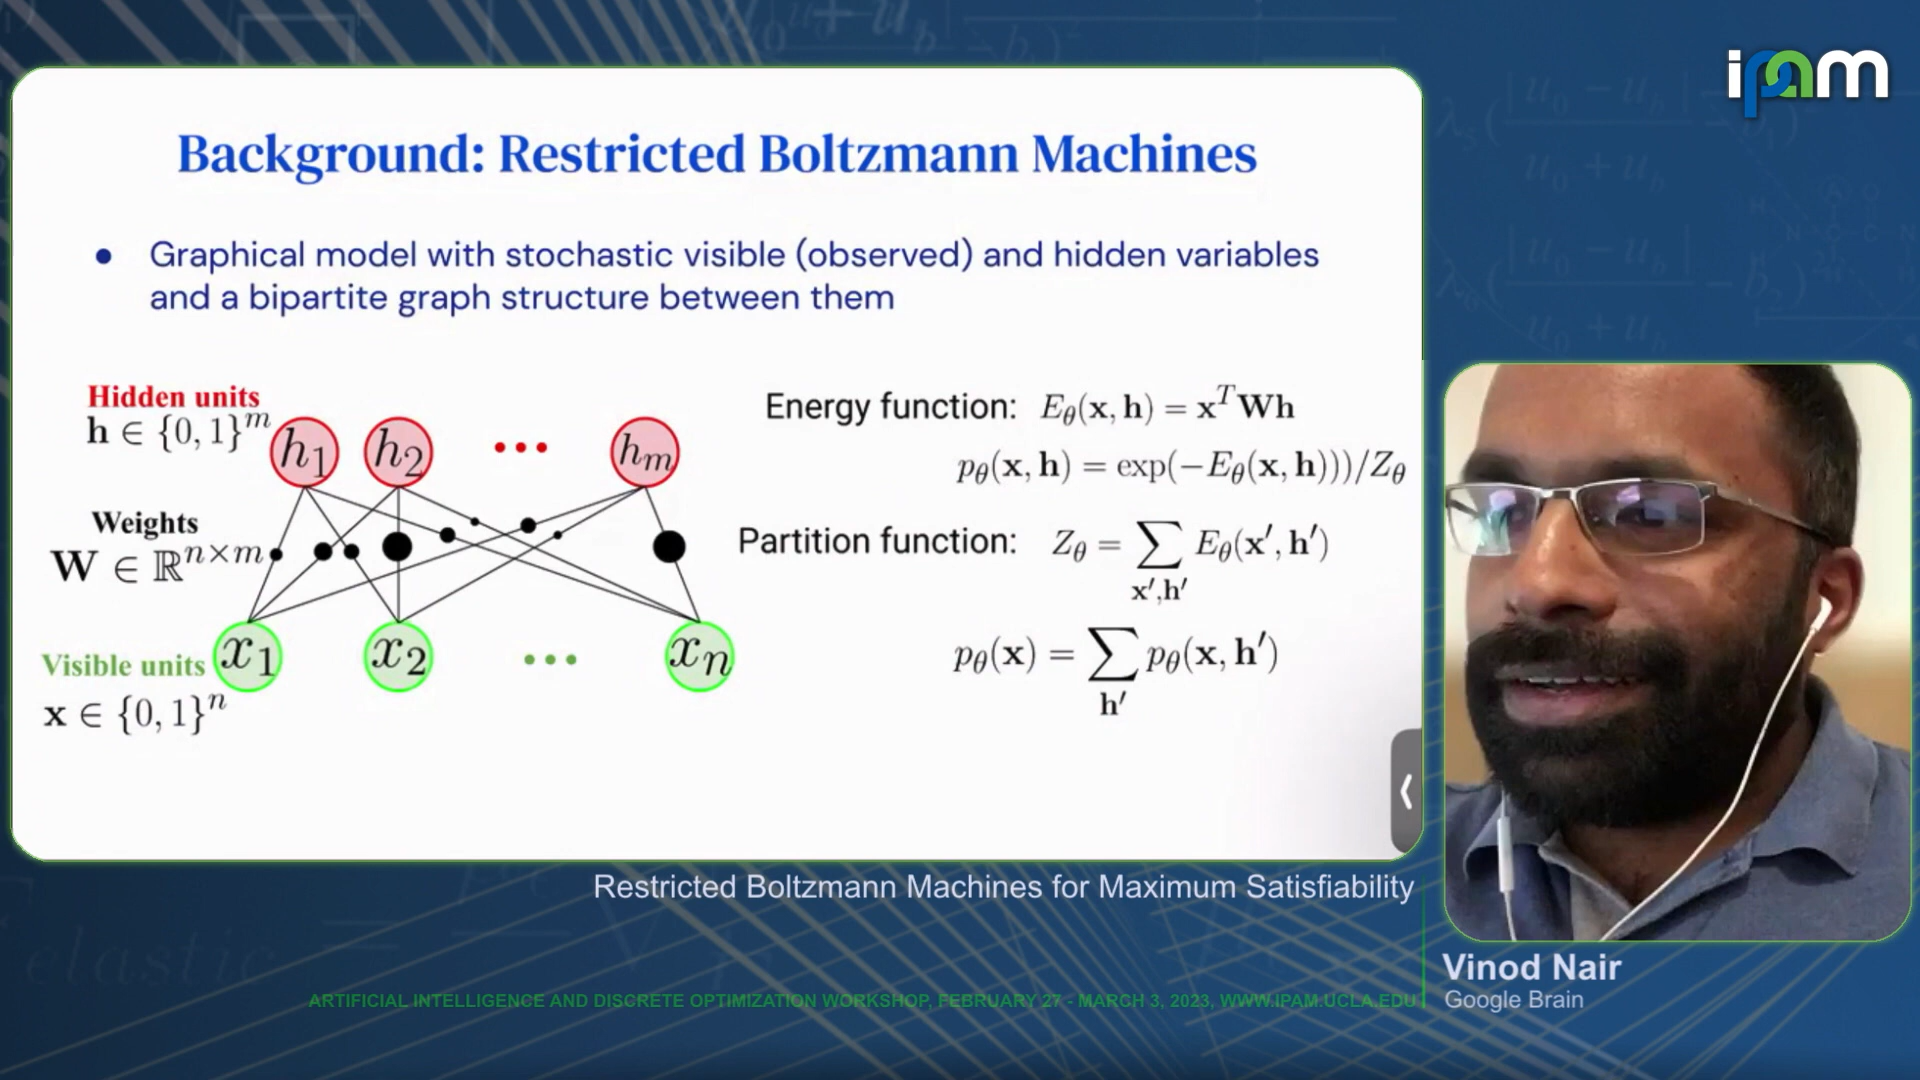 ipam
Background: Restricted Boltzmann Machines
● Graphical model with stochastic visible (observed) and hidden variables
and a bipartite graph structure between them
Hidden units
h ∈ {0, 1}^m
h₁ h₂ ••• hₘ
Weights
W ∈ ℝ^{n×m}
Visible units
x₁ x₂ ••• xₙ
x ∈ {0, 1}^n
Energy function: E_θ(x, h) = x^T Wh
p_θ(x, h) = exp(−E_θ(x, h)))/Z_θ
Partition function: Z_θ = ∑_{x′,h′} E_θ(x′, h′)
p_θ(x) = ∑_{h′} p_θ(x, h′)
Restricted Boltzmann Machines for Maximum Satisfiability
Vinod Nair
Google Brain
ARTIFICIAL INTELLIGENCE AND DISCRETE OPTIMIZATION WORKSHOP, FEBRUARY 27 - MARCH 3, 2023, WWW.IPAM.UCLA.EDU
elastic